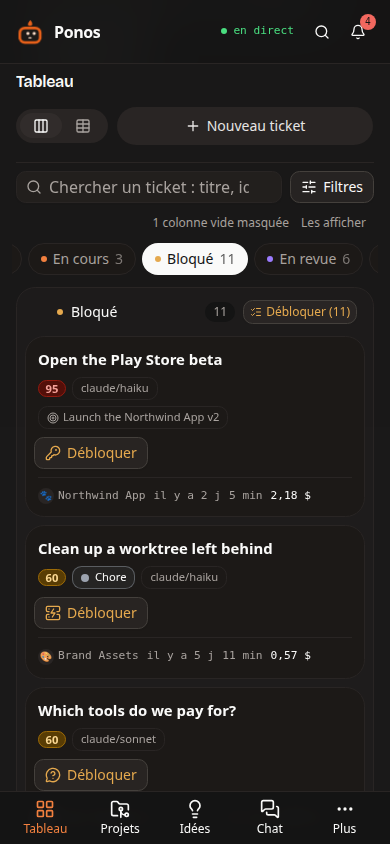 Ponos
en direct
4
Tableau
Nouveau ticket
Chercher un ticket : titre, ic
Filtres
1 colonne vide masquée Les afficher
En cours 3
Bloqué 11
En revue 6
Bloqué 11 Débloquer (11)
Open the Play Store beta
95 claude/haiku
Launch the Northwind App v2
Débloquer
Northwind App il y a 2 j 5 min 2,18 $
Clean up a worktree left behind
60 Chore claude/haiku
Débloquer
Brand Assets il y a 5 j 11 min 0,57 $
Which tools do we pay for?
60 claude/sonnet
Débloquer
Tableau Projets Idées Chat Plus